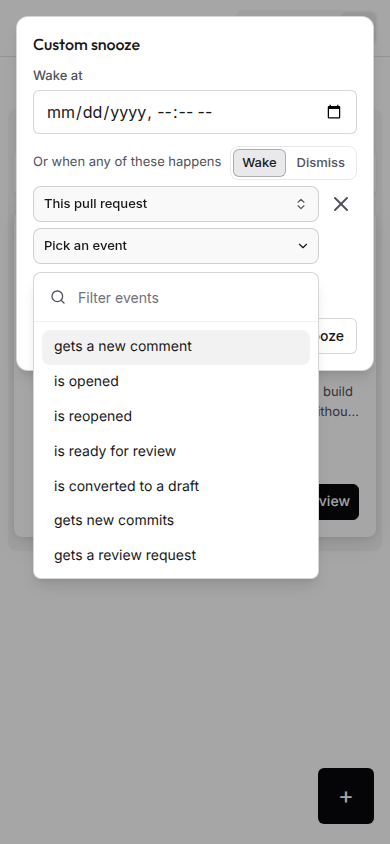 Custom snooze
Wake at
mm/dd/yyyy, --:-- --
Or when any of these happens Wake Dismiss
This pull request
Pick an event
Filter events
gets a new comment
ooze
is opened
build
ithou...
is reopened
is ready for review
is converted to a draft
view
gets new commits
gets a review request
+